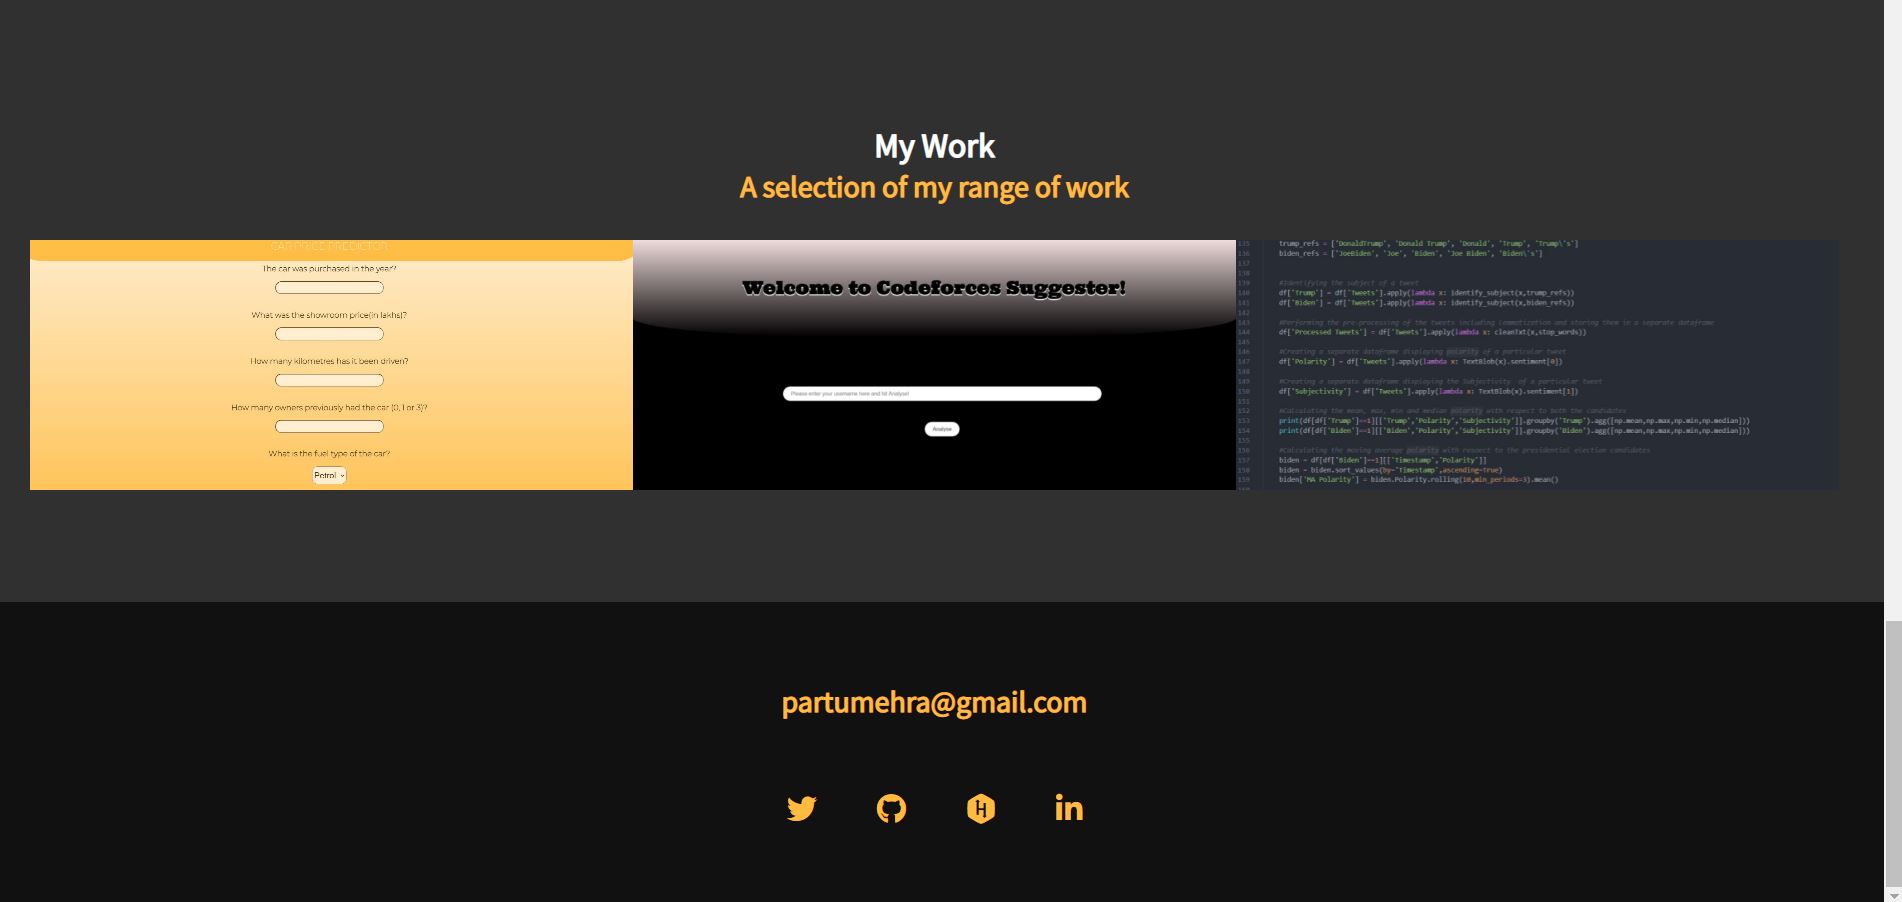 My Work
A selection of my range of work
CAR PRICE PREDICTOR
The car was purchased in the year?
What was the showroom price(in lakhs)?
How many kilometres has it been driven?
How many owners previously had the car (0, 1 or 3)?
What is the fuel type of the car?
Petrol
Welcome to Codeforces Suggester!
Please enter your username here and hit Analyse!
Analyse
135 trump_refs = ['DonaldTrump', 'Donald Trump', 'Donald', 'Trump', 'Trump\'s']
136 biden_refs = ['JoeBiden', 'Joe', 'Biden', 'Joe Biden', 'Biden\'s']
137
138
139 #Identifying the subject of a tweet
140 df['Trump'] = df['Tweets'].apply(lambda x: identify_subject(x,trump_refs))
141 df['Biden'] = df['Tweets'].apply(lambda x: identify_subject(x,biden_refs))
142
143 #Performing the pre-processing of the tweets including lemmatization and storing them in a separate dataframe
144 df['Processed Tweets'] = df['Tweets'].apply(lambda x: cleanTxt(x,stop_words))
145
146 #Creating a separate dataframe displaying polarity of a particular tweet
147 df['Polarity'] = df['Tweets'].apply(lambda x: TextBlob(x).sentiment[0])
148
149 #Creating a separate dataframe displaying the Subjectivity of a particular tweet
150 df['Subjectivity'] = df['Tweets'].apply(lambda x: TextBlob(x).sentiment[1])
151
152 #Calculating the mean, max, min and median polarity with respect to both the candidates
153 print(df[df['Trump']==1][['Trump','Polarity','Subjectivity']].groupby('Trump').agg([np.mean,np.max,np.min,np.median]))
154 print(df[df['Biden']==1][['Biden','Polarity','Subjectivity']].groupby('Biden').agg([np.mean,np.max,np.min,np.median]))
155
156 #Calculating the moving average polarity with respect to the presidential election candidates
157 biden = df[df['Biden']==1][['Timestamp','Polarity']]
158 biden = biden.sort_values(by='Timestamp',ascending=True)
159 biden['MA Polarity'] = biden.Polarity.rolling(10,min_periods=3).mean()
partumehra@gmail.com